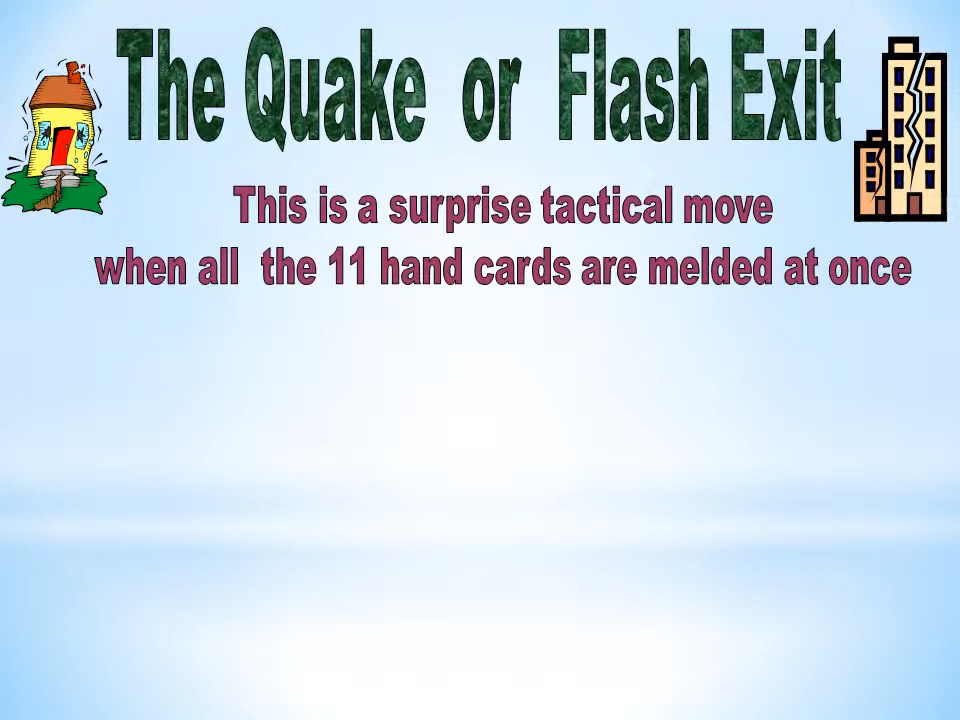 The Quake or Flash Exit
This is a surprise tactical move
when all the 11 hand cards are melded at once